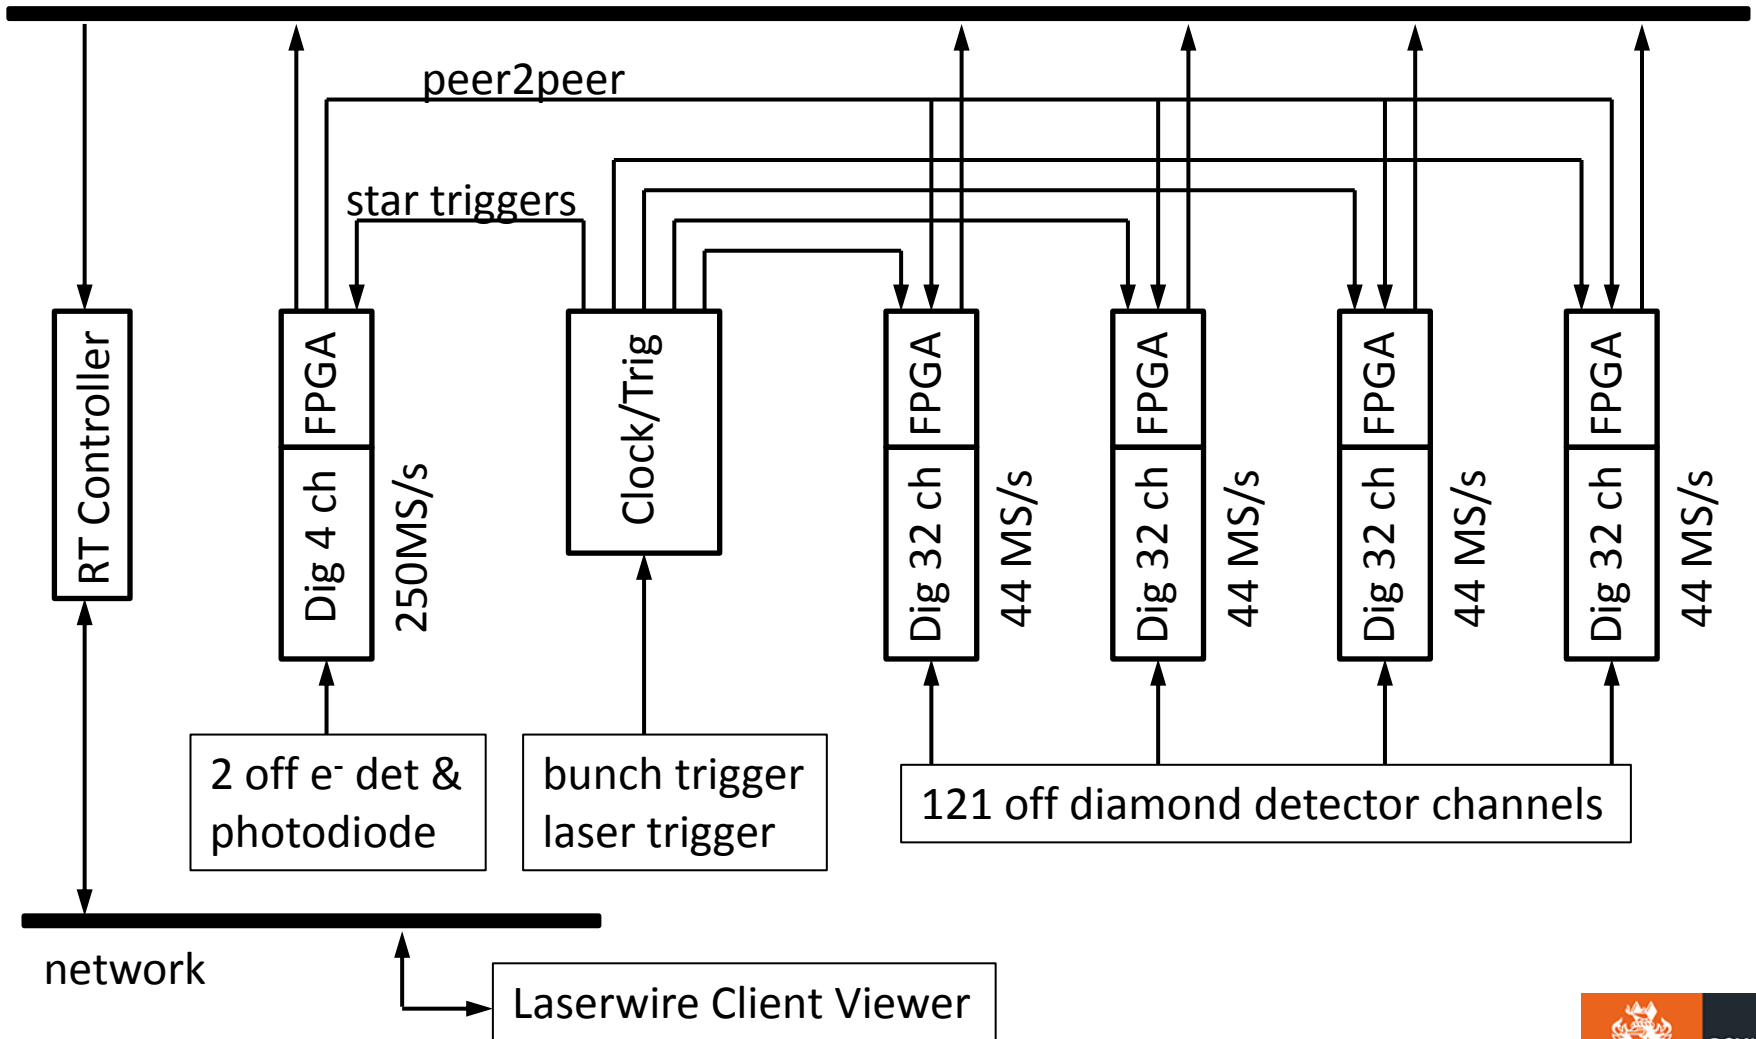 peer2peer
star triggers
RT Controller
FPGA
Dig 4 ch
250MS/s
Clock/Trig
FPGA
Dig 32 ch
44 MS/s
FPGA
Dig 32 ch
44 MS/s
FPGA
Dig 32 ch
44 MS/s
FPGA
Dig 32 ch
44 MS/s
2 off e⁻ det &
photodiode
bunch trigger
laser trigger
121 off diamond detector channels
network
Laserwire Client Viewer